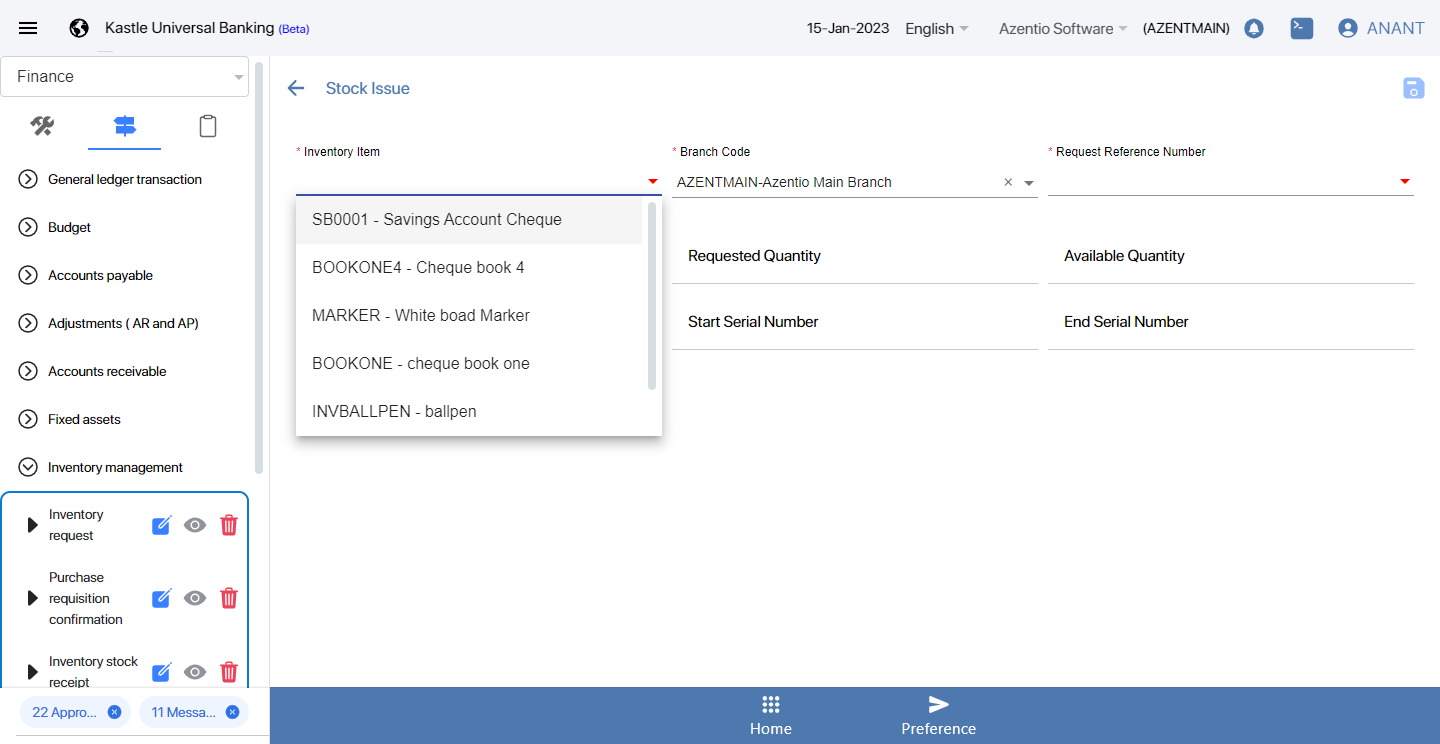 Kastle Universal Banking (Beta)
15-Jan-2023
English
Azentio Software
(AZENTMAIN)
ANANT
Finance
General ledger transaction
Budget
Accounts payable
Adjustments ( AR and AP)
Accounts receivable
Fixed assets
Inventory management
Inventory
request
Purchase
requisition
confirmation
Inventory stock
receipt
22 Appro...
11 Messa...
Stock Issue
* Inventory Item
* Branch Code
* Request Reference Number
AZENTMAIN-Azentio Main Branch
SB0001 - Savings Account Cheque
BOOKONE4 - Cheque book 4
MARKER - White boad Marker
BOOKONE - cheque book one
INVBALLPEN - ballpen
Requested Quantity
Available Quantity
Start Serial Number
End Serial Number
Home
Preference